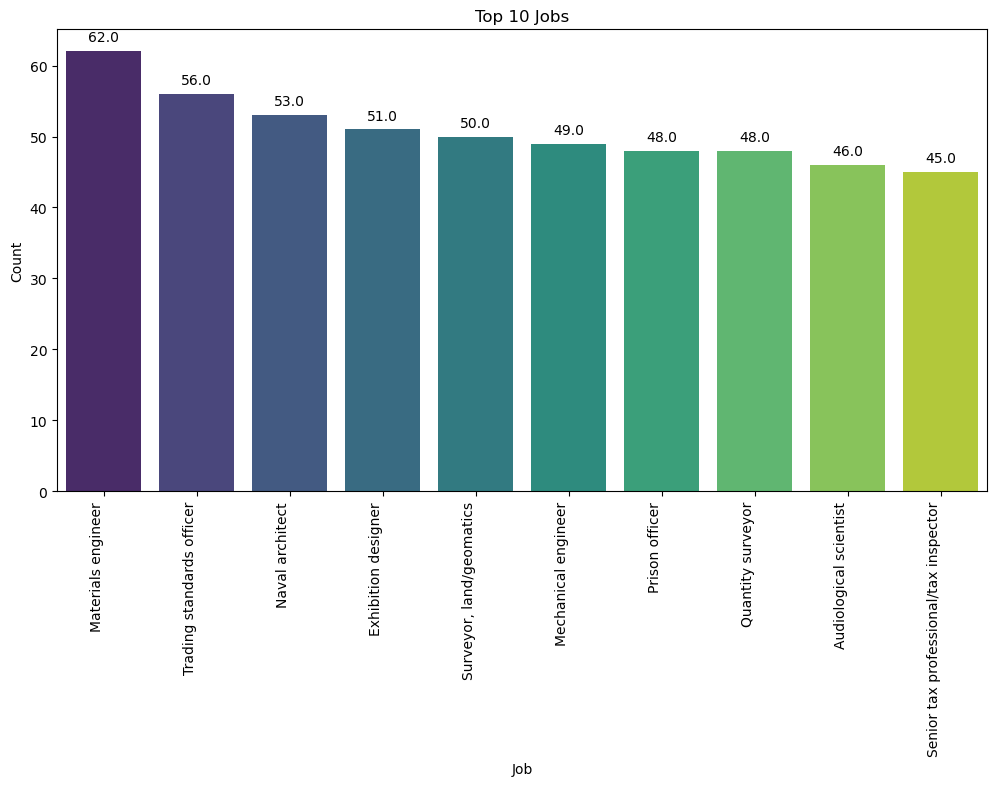 Top 10 Jobs
62.0
56.0
53.0
51.0
50.0
49.0
48.0
48.0
46.0
45.0
Count
60
50
40
30
20
10
0
Materials engineer
Trading standards officer
Naval architect
Exhibition designer
Surveyor, land/geomatics
Mechanical engineer
Prison officer
Quantity surveyor
Audiological scientist
Senior tax professional/tax inspector
Job